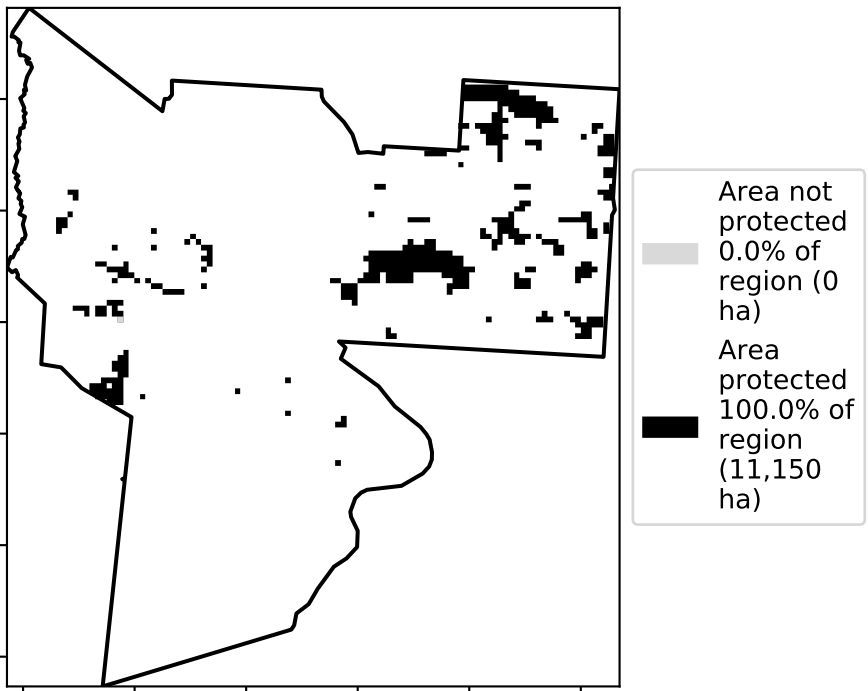 Area not
protected
0.0% of
region (0
ha)
Area
protected
100.0% of
region
(11,150
ha)